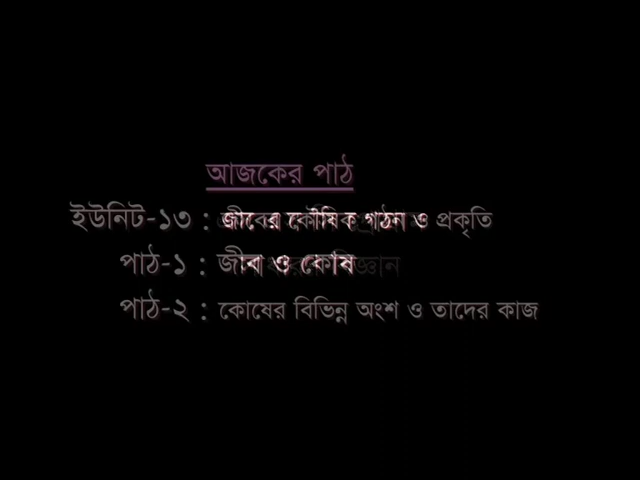 আজকের পাঠ
ইউনিট-১৩ : জীবের কৌষিক গঠন ও প্রকৃতি
পাঠ-১ : জীব ও কোষ
পাঠ-২ : কোষের বিভিন্ন অংশ ও তাদের কাজ